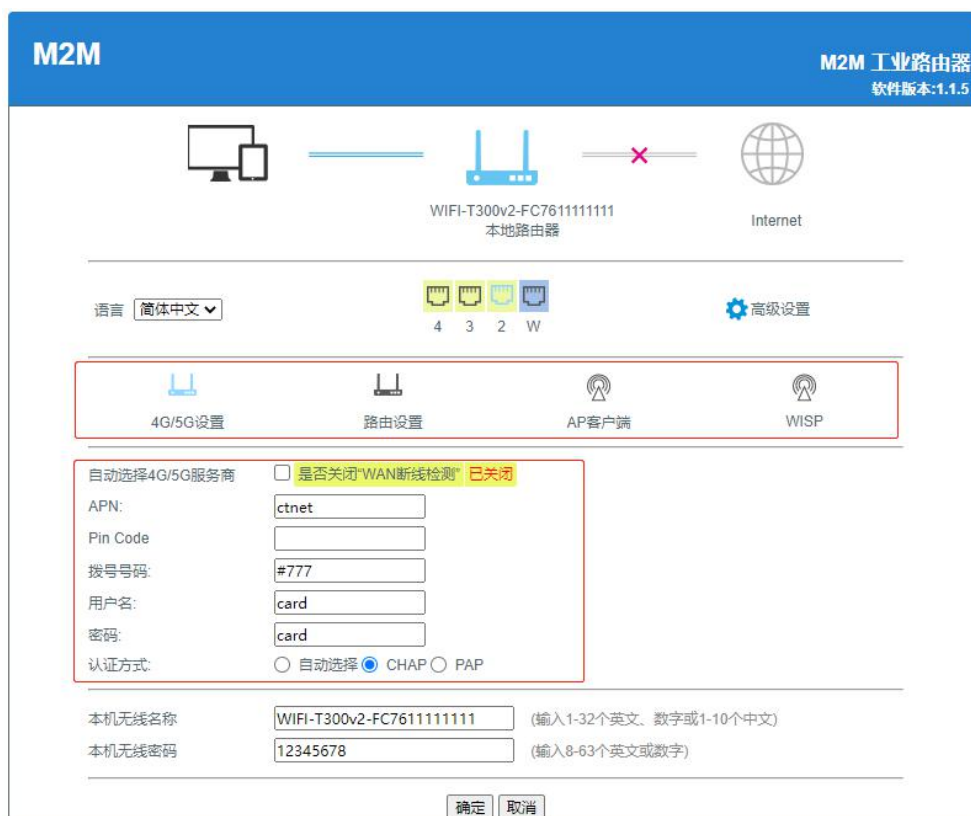 M2M
M2M 工业路由器
软件版本:1.1.5
WIFI-T300v2-FC7611111111
本地路由器
Internet
语言 简体中文
4 3 2 W
高级设置
4G/5G设置 路由设置 AP客户端 WISP
自动选择4G/5G服务商 是否关闭“WAN断线检测” 已关闭
APN: ctnet
Pin Code
拨号号码: #777
用户名: card
密码: card
认证方式: 自动选择 CHAP PAP
本机无线名称 WIFI-T300v2-FC7611111111 (输入1-32个英文、数字或1-10个中文)
本机无线密码 12345678 (输入8-63个英文或数字)
确定 取消